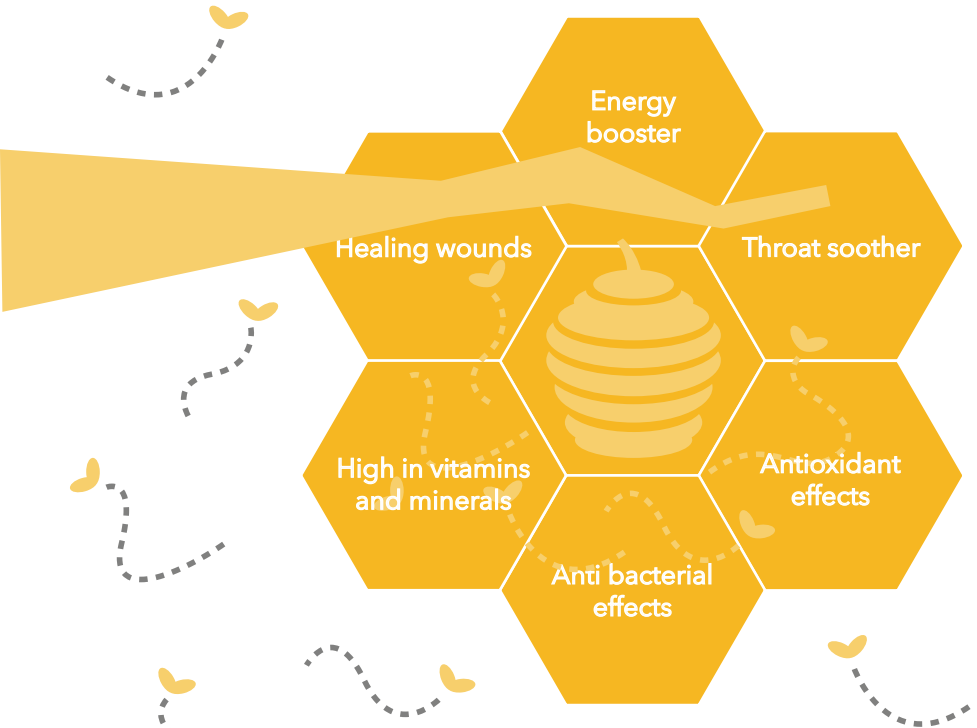 Energy
booster
Healing wounds
Throat soother
High in vitamins
and minerals
Antioxidant
effects
Anti bacterial
effects